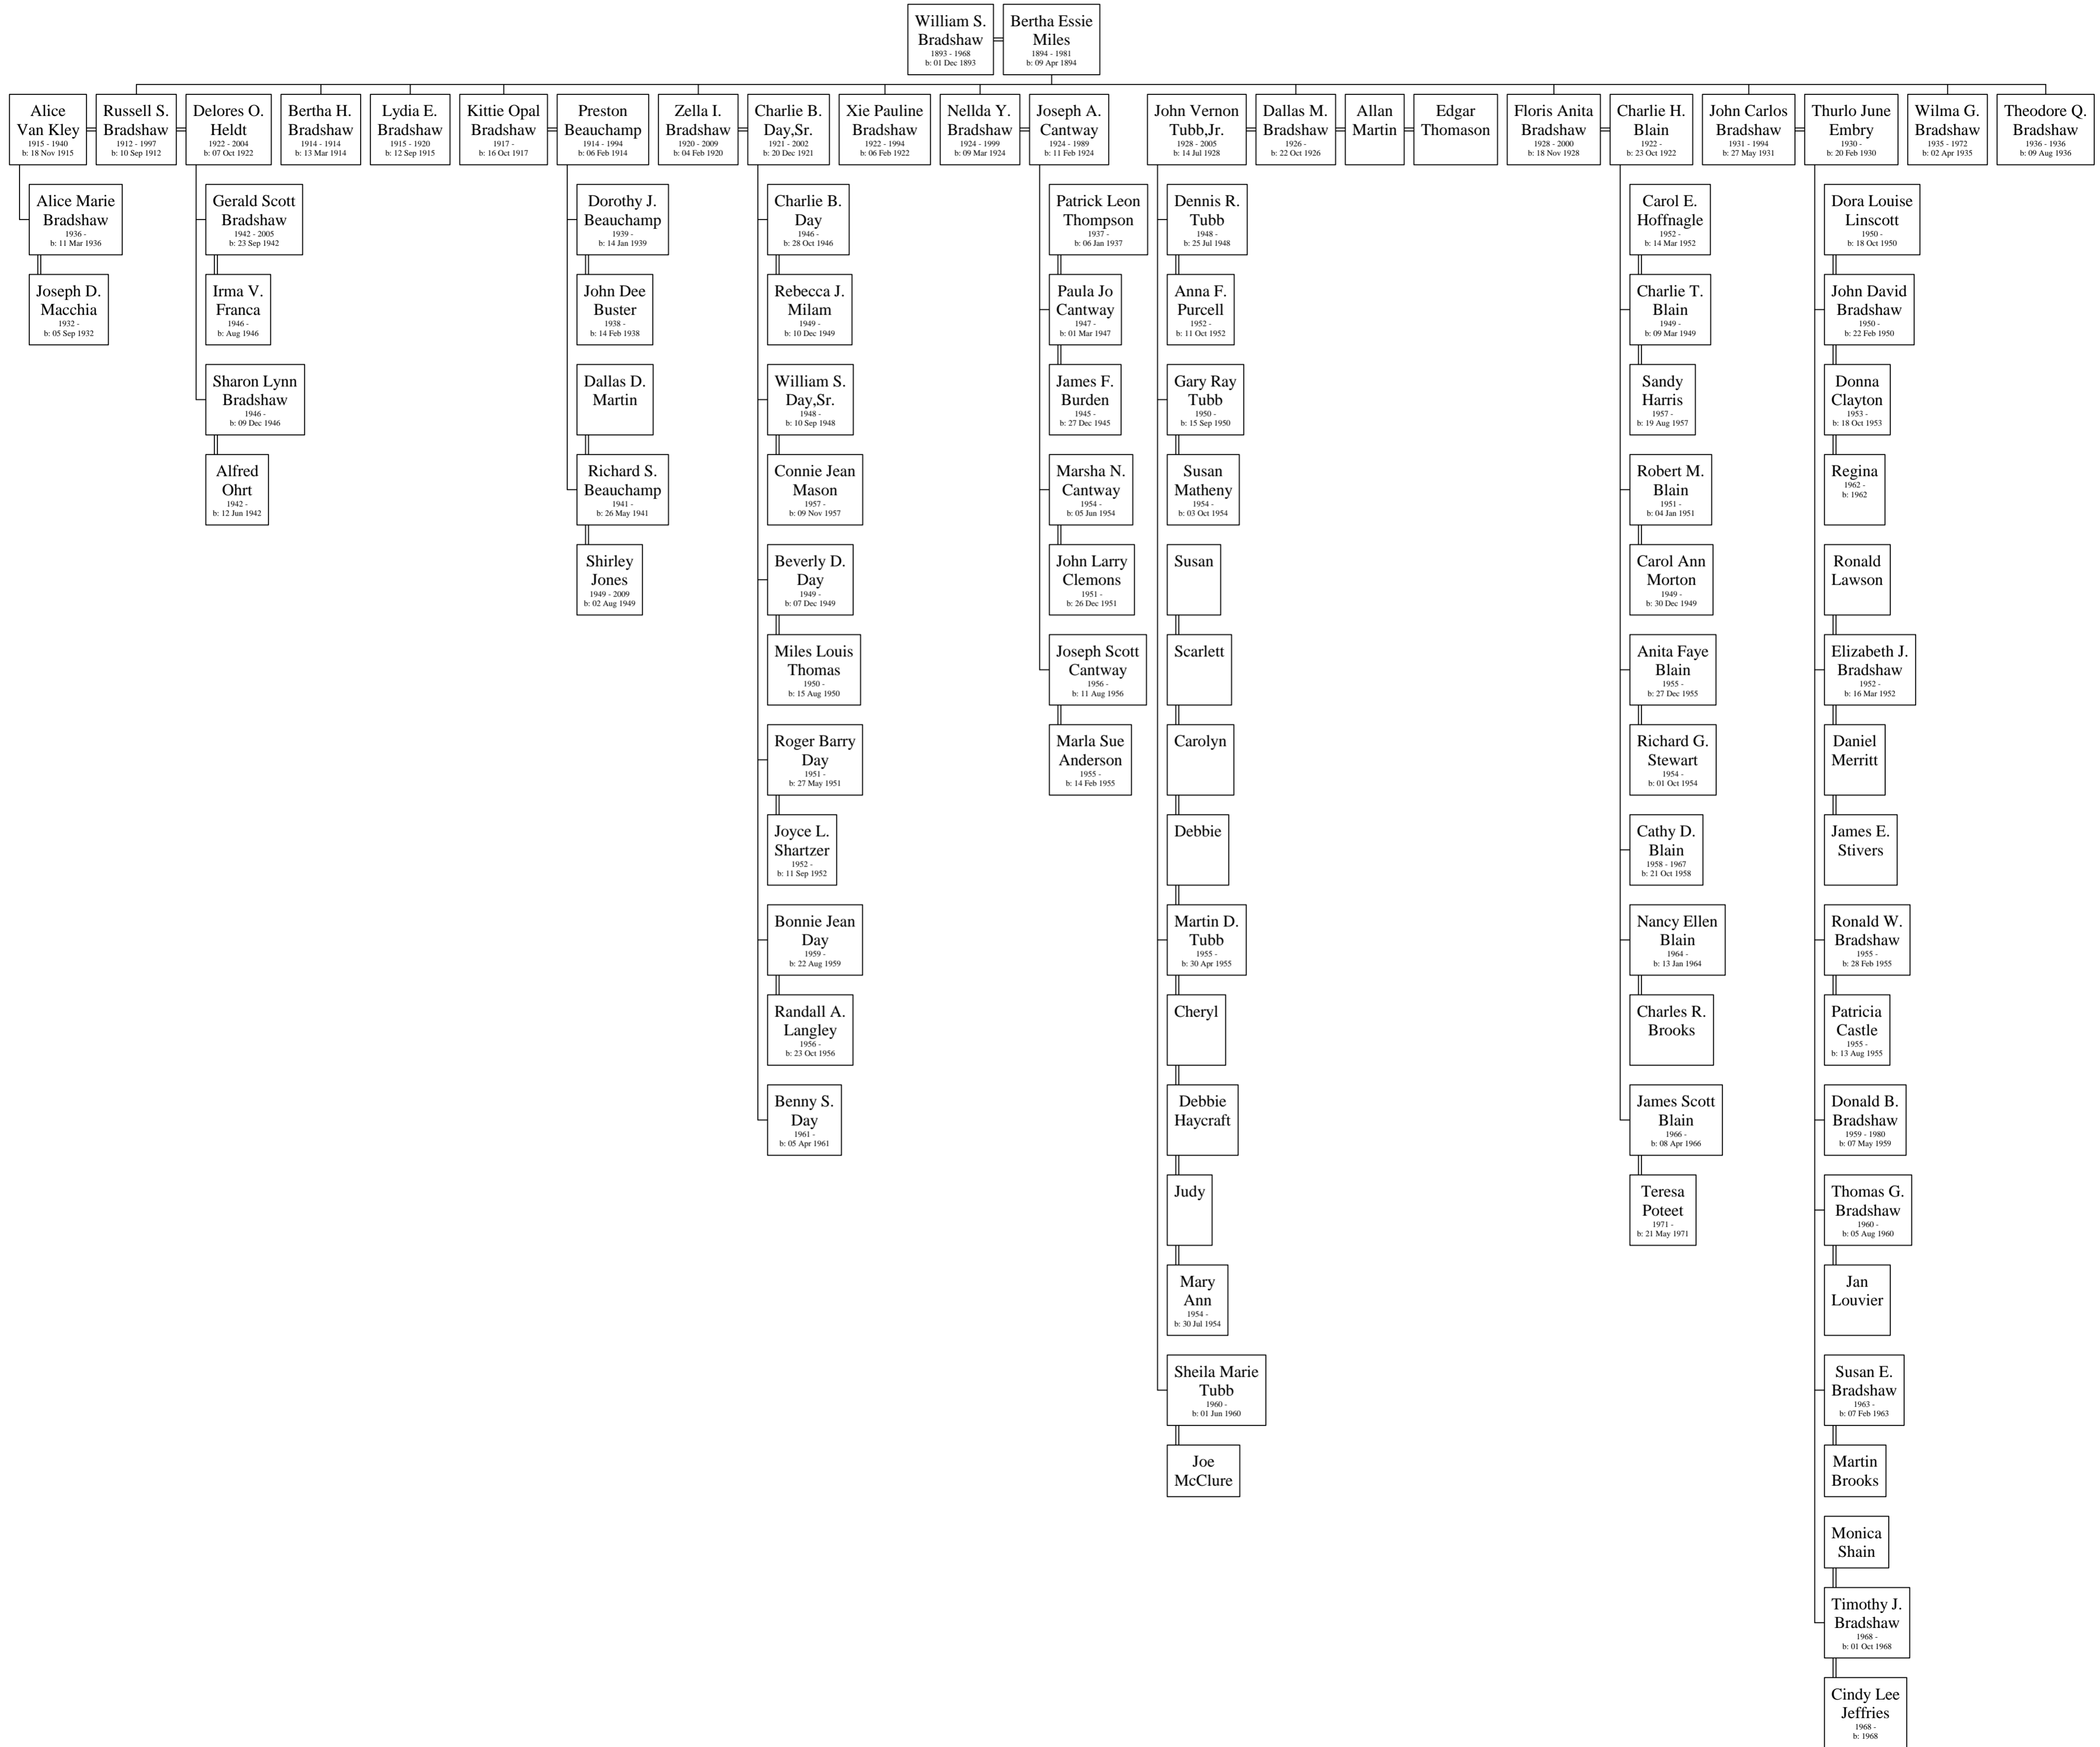 William S.
Bradshaw
1893 - 1968
b: 01 Dec 1893
Bertha Essie
Miles
1894 - 1981
b: 09 Apr 1894
Alice
Van Kley
1915 - 1940
b: 18 Nov 1915
Russell S.
Bradshaw
1912 - 1997
b: 10 Sep 1912
Delores O.
Heldt
1922 - 2004
b: 07 Oct 1922
Bertha H.
Bradshaw
1914 - 1914
b: 13 Mar 1914
Lydia E.
Bradshaw
1915 - 1920
b: 12 Sep 1915
Kittie Opal
Bradshaw
1917 -
b: 16 Oct 1917
Preston
Beauchamp
1914 - 1994
b: 06 Feb 1914
Zella I.
Bradshaw
1920 - 2009
b: 04 Feb 1920
Charlie B.
Day,Sr.
1921 - 2002
b: 20 Dec 1921
Xie Pauline
Bradshaw
1922 - 1994
b: 06 Feb 1922
Nellda Y.
Bradshaw
1924 - 1999
b: 09 Mar 1924
Joseph A.
Cantway
1924 - 1989
b: 11 Feb 1924
John Vernon
Tubb,Jr.
1928 - 2005
b: 14 Jul 1928
Dallas M.
Bradshaw
1926 -
b: 22 Oct 1926
Allan
Martin
Edgar
Thomason
Floris Anita
Bradshaw
1928 - 2000
b: 18 Nov 1928
Charlie H.
Blain
1922 -
b: 23 Oct 1922
John Carlos
Bradshaw
1931 - 1994
b: 27 May 1931
Thurlo June
Embry
1930 -
b: 20 Feb 1930
Wilma G.
Bradshaw
1935 - 1972
b: 02 Apr 1935
Theodore Q.
Bradshaw
1936 - 1936
b: 09 Aug 1936
Alice Marie
Bradshaw
1936 -
b: 11 Mar 1936
Joseph D.
Macchia
1932 -
b: 05 Sep 1932
Gerald Scott
Bradshaw
1942 - 2005
b: 23 Sep 1942
Irma V.
Franca
1946 -
b: Aug 1946
Sharon Lynn
Bradshaw
1946 -
b: 09 Dec 1946
Alfred
Ohrt
1942 -
b: 12 Jun 1942
Dorothy J.
Beauchamp
1939 -
b: 14 Jan 1939
John Dee
Buster
1938 -
b: 14 Feb 1938
Dallas D.
Martin
Richard S.
Beauchamp
1941 -
b: 26 May 1941
Shirley
Jones
1949 - 2009
b: 02 Aug 1949
Charlie B.
Day
1946 -
b: 28 Oct 1946
Rebecca J.
Milam
1949 -
b: 10 Dec 1949
William S.
Day,Sr.
1948 -
b: 10 Sep 1948
Connie Jean
Mason
1957 -
b: 09 Nov 1957
Beverly D.
Day
1949 -
b: 07 Dec 1949
Miles Louis
Thomas
1950 -
b: 15 Aug 1950
Roger Barry
Day
1951 -
b: 27 May 1951
Joyce L.
Shartzer
1952 -
b: 11 Sep 1952
Bonnie Jean
Day
1959 -
b: 22 Aug 1959
Randall A.
Langley
1956 -
b: 23 Oct 1956
Benny S.
Day
1961 -
b: 05 Apr 1961
Patrick Leon
Thompson
1937 -
b: 06 Jan 1937
Paula Jo
Cantway
1947 -
b: 01 Mar 1947
James F.
Burden
1945 -
b: 27 Dec 1945
Marsha N.
Cantway
1954 -
b: 05 Jun 1954
John Larry
Clemons
1951 -
b: 26 Dec 1951
Joseph Scott
Cantway
1956 -
b: 11 Aug 1956
Marla Sue
Anderson
1955 -
b: 14 Feb 1955
Dennis R.
Tubb
1948 -
b: 25 Jul 1948
Anna F.
Purcell
1952 -
b: 11 Oct 1952
Gary Ray
Tubb
1950 -
b: 15 Sep 1950
Susan
Matheny
1954 -
b: 03 Oct 1954
Susan
Scarlett
Carolyn
Debbie
Martin D.
Tubb
1955 -
b: 30 Apr 1955
Cheryl
Debbie
Haycraft
Judy
Mary
Ann
1954 -
b: 30 Jul 1954
Sheila Marie
Tubb
1960 -
b: 01 Jun 1960
Joe
McClure
Carol E.
Hoffnagle
1952 -
b: 14 Mar 1952
Charlie T.
Blain
1949 -
b: 09 Mar 1949
Sandy
Harris
1957 -
b: 19 Aug 1957
Robert M.
Blain
1951 -
b: 04 Jan 1951
Carol Ann
Morton
1949 -
b: 30 Dec 1949
Anita Faye
Blain
1955 -
b: 27 Dec 1955
Richard G.
Stewart
1954 -
b: 01 Oct 1954
Cathy D.
Blain
1958 - 1967
b: 21 Oct 1958
Nancy Ellen
Blain
1964 -
b: 13 Jan 1964
Charles R.
Brooks
James Scott
Blain
1966 -
b: 08 Apr 1966
Teresa
Poteet
1971 -
b: 21 May 1971
Dora Louise
Linscott
1950 -
b: 18 Oct 1950
John David
Bradshaw
1950 -
b: 22 Feb 1950
Donna
Clayton
1953 -
b: 18 Oct 1953
Regina
1962 -
b: 1962
Ronald
Lawson
Elizabeth J.
Bradshaw
1952 -
b: 16 Mar 1952
Daniel
Merritt
James E.
Stivers
Ronald W.
Bradshaw
1955 -
b: 28 Feb 1955
Patricia
Castle
1955 -
b: 13 Aug 1955
Donald B.
Bradshaw
1959 - 1980
b: 07 May 1959
Thomas G.
Bradshaw
1960 -
b: 05 Aug 1960
Jan
Louvier
Susan E.
Bradshaw
1963 -
b: 07 Feb 1963
Martin
Brooks
Monica
Shain
Timothy J.
Bradshaw
1968 -
b: 01 Oct 1968
Cindy Lee
Jeffries
1968 -
b: 1968